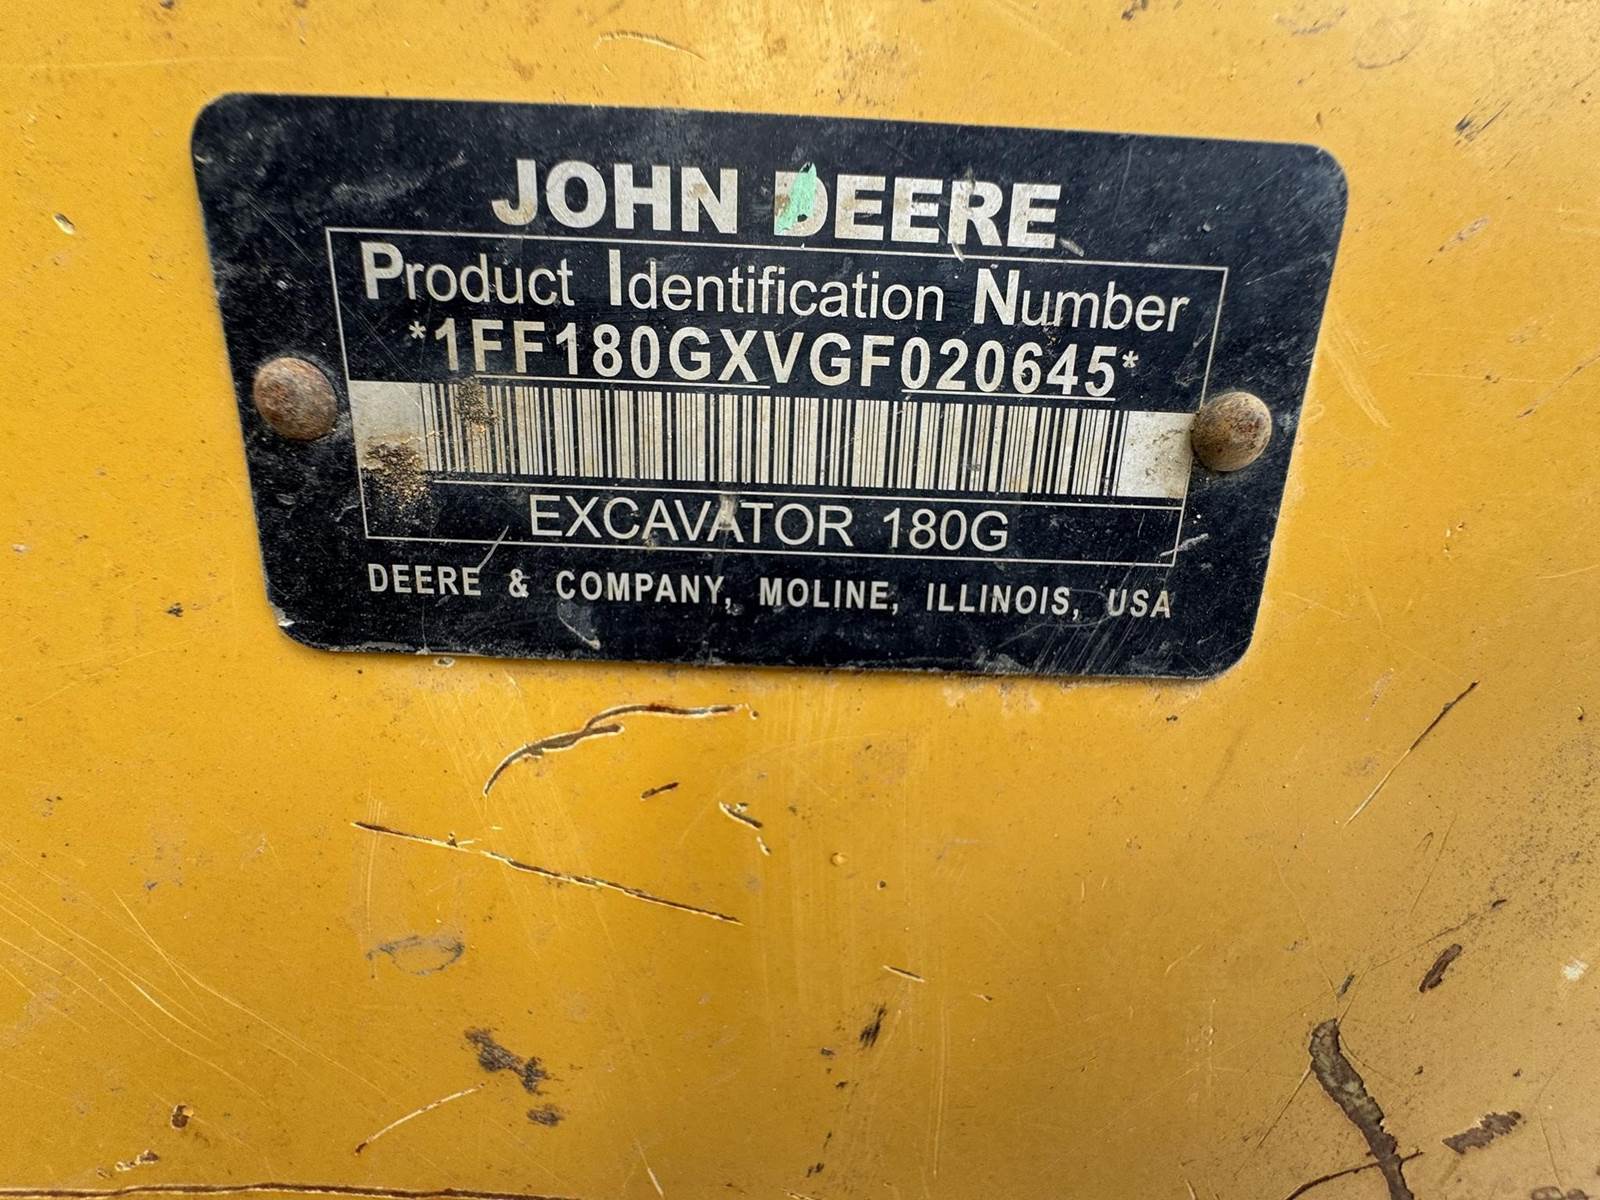 JOHN DEERE
Product Identification Number
*1FF180GXVGF020645*
EXCAVATOR 180G
DEERE & COMPANY, MOLINE, ILLINOIS, USA